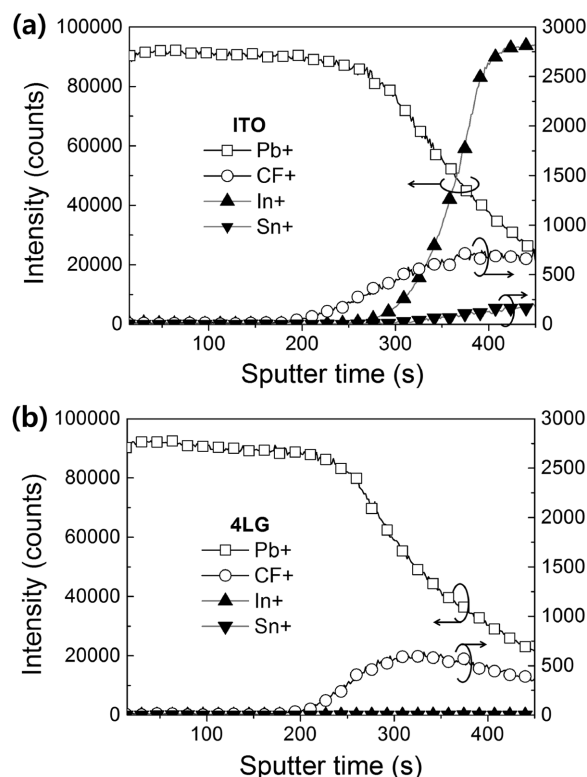 (a)
100000
80000
60000
40000
20000
0
Intensity (counts)
3000
2500
2000
1500
1000
500
0
ITO
Pb+
CF+
In+
Sn+
100
200
300
400
Sputter time (s)
(b)
100000
80000
60000
40000
20000
0
Intensity (counts)
3000
2500
2000
1500
1000
500
0
4LG
Pb+
CF+
In+
Sn+
100
200
300
400
Sputter time (s)